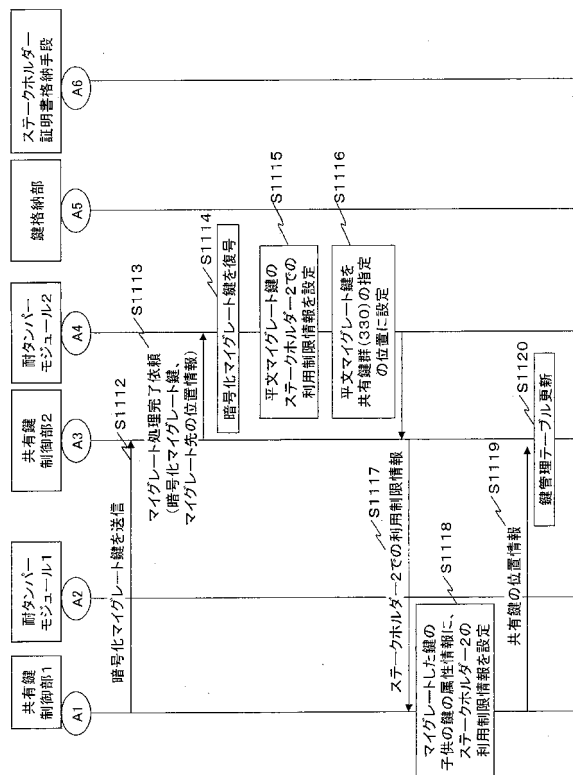 共有鍵
制御部1
A1
耐タンパー
モジュール1
A2
共有鍵
制御部2
A3
耐タンパー
モジュール2
A4
鍵格納部
A5
ステークホルダー
証明書格納手段
A6
暗号化マイグレート鍵を送信
S1112
マイグレート処理完了依頼
(暗号化マイグレート鍵、
マイグレート先の位置情報)
S1113
暗号化マイグレート鍵を復号
S1114
平文マイグレート鍵の
ステークホルダー2での
利用制限情報を設定
S1115
平文マイグレート鍵を
共有鍵群(330)の指定
の位置に設定
S1116
ステークホルダー2での利用制限情報
S1117
マイグレートした鍵の
子供の鍵の属性情報に、
ステークホルダー2の
利用制限情報を設定
S1118
共有鍵の位置情報
S1119
鍵管理テーブル更新
S1120